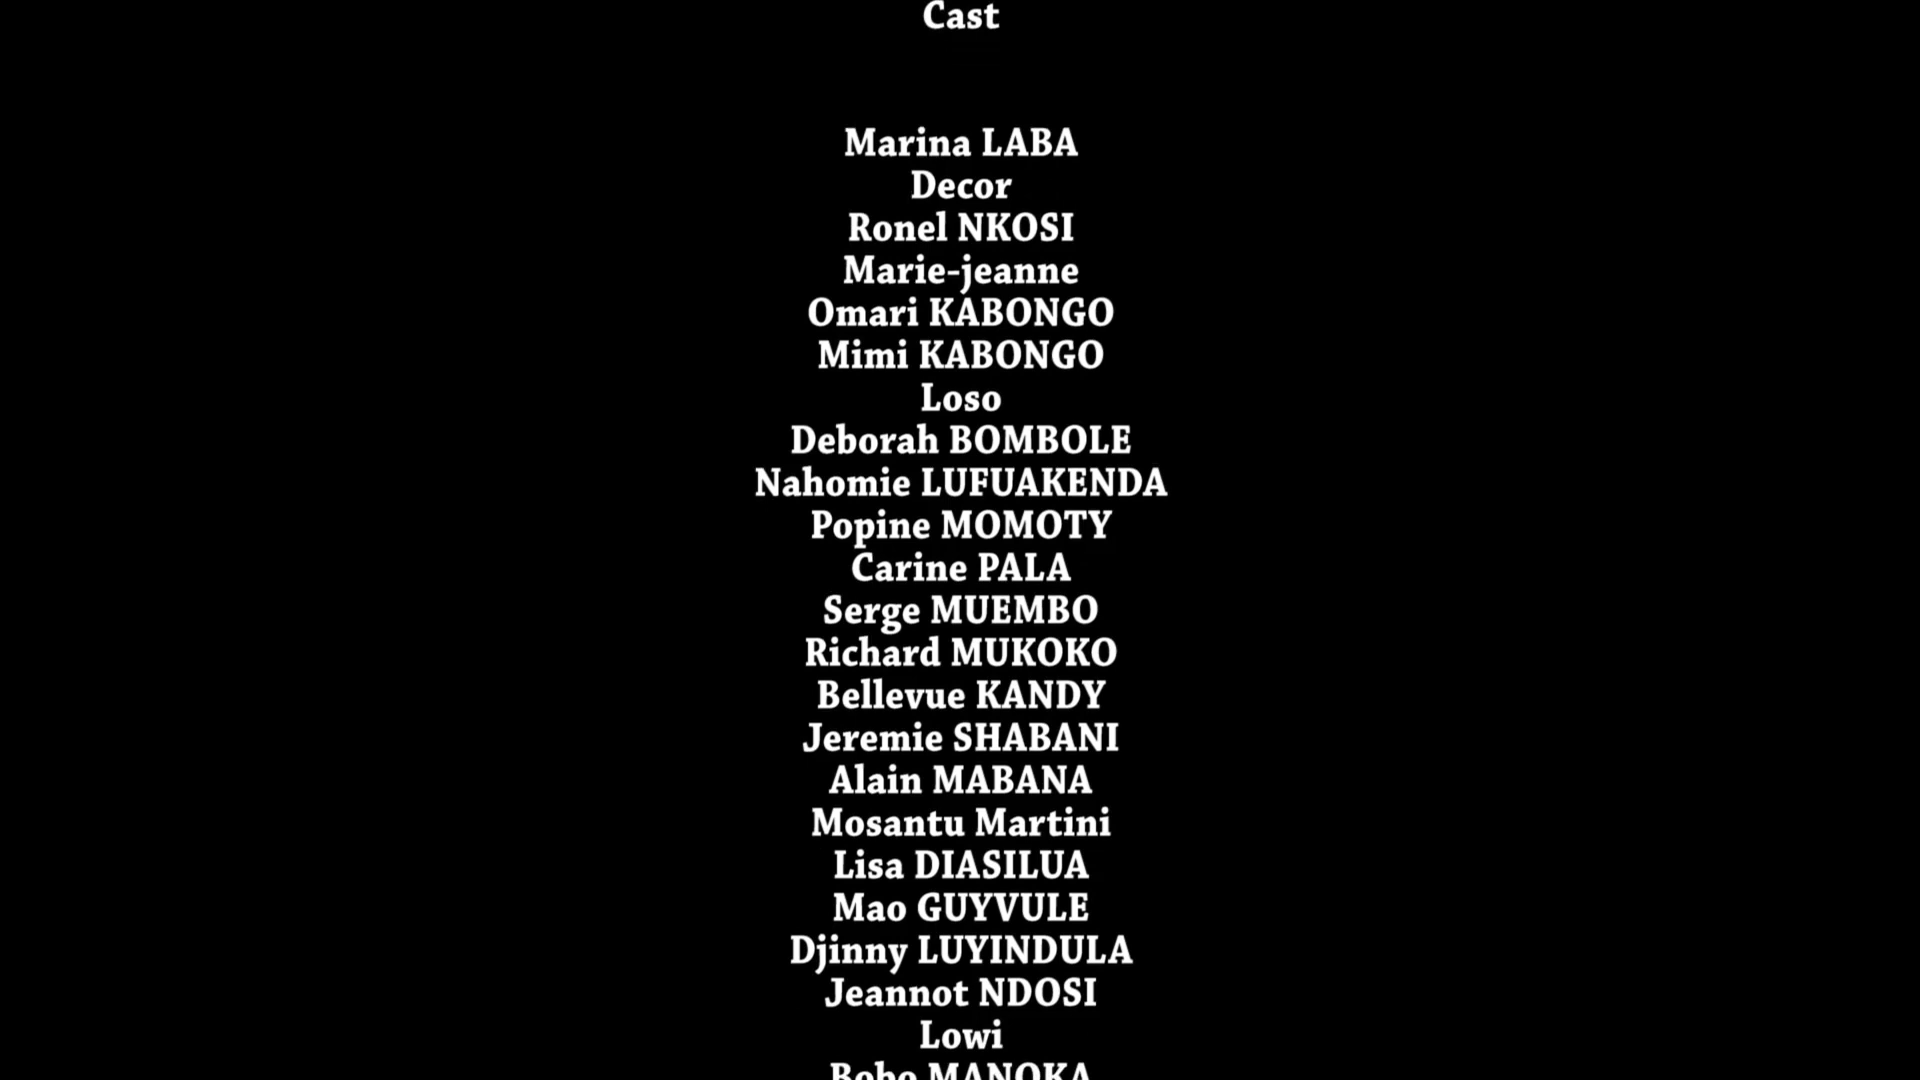 Cast
Marina LABA
Decor
Ronel NKOSI
Marie-jeanne
Omari KABONGO
Mimi KABONGO
Loso
Deborah BOMBOLE
Nahomie LUFUAKENDA
Popine MOMOTY
Carine PALA
Serge MUEMBO
Richard MUKOKO
Bellevue KANDY
Jeremie SHABANI
Alain MABANA
Mosantu Martini
Lisa DIASILUA
Mao GUYVULE
Djinny LUYINDULA
Jeannot NDOSI
Lowi
MANOKA